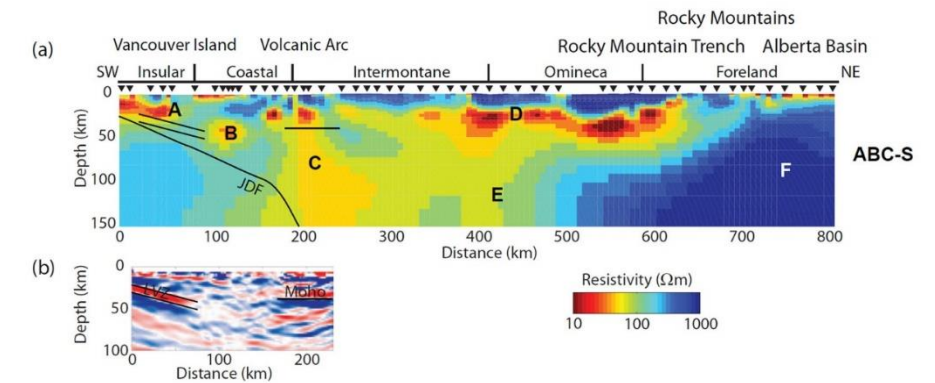 Rocky Mountains
(a) Vancouver Island Volcanic Arc Rocky Mountain Trench Alberta Basin
SW Insular Coastal Intermontane Omineca Foreland NE
0
50
100
150
Depth (km)
A
B
C
D
E
F
JDF
ABC-S
0 100 200 300 400 500 600 700 800
Distance (km)
(b)
0
50
100
Depth (km)
LVZ
Moho
0 100 200
Distance (km)
Resistivity (Ωm)
10 100 1000